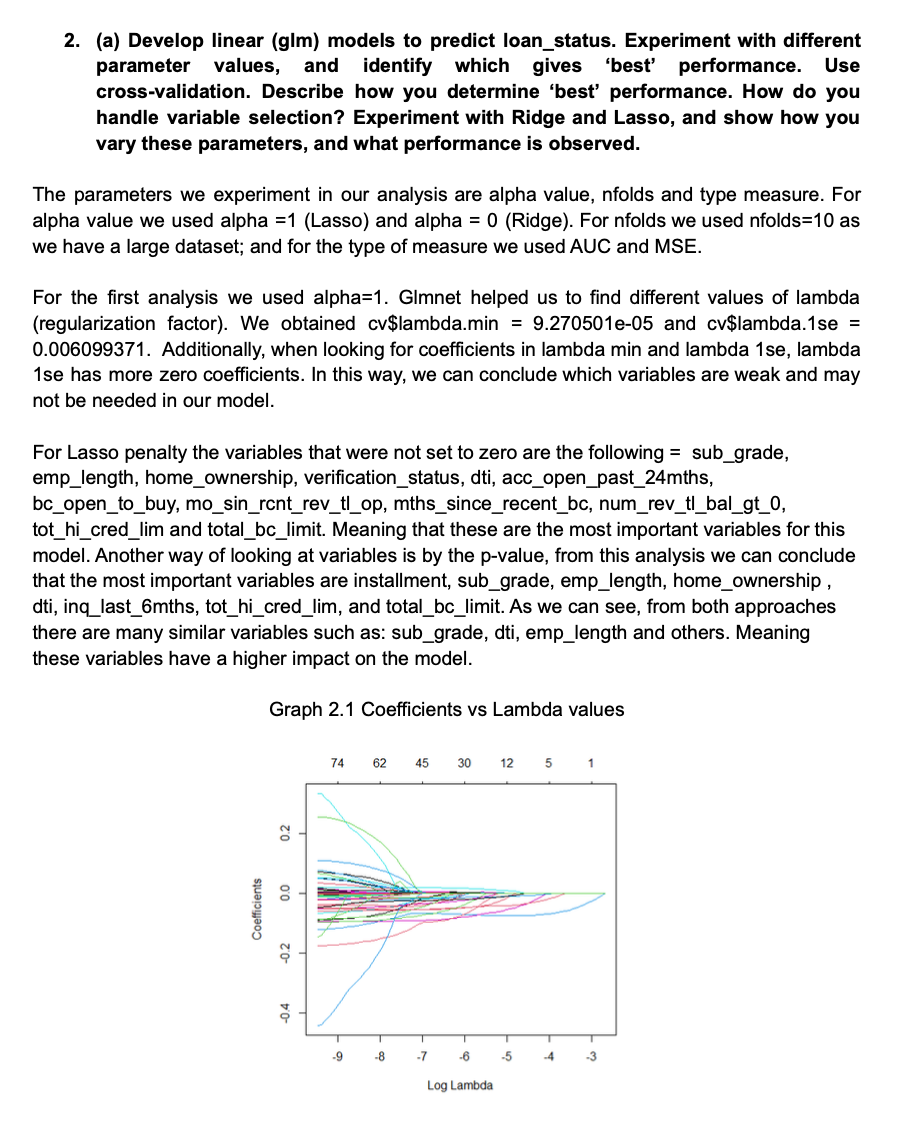 2. (a) Develop linear (glm) models to predict loan_status. Experiment with different
parameter values, and identify which gives ‘best’ performance. Use
cross-validation. Describe how you determine ‘best’ performance. How do you
handle variable selection? Experiment with Ridge and Lasso, and show how you
vary these parameters, and what performance is observed.
The parameters we experiment in our analysis are alpha value, nfolds and type measure. For
alpha value we used alpha =1 (Lasso) and alpha = 0 (Ridge). For nfolds we used nfolds=10 as
we have a large dataset; and for the type of measure we used AUC and MSE.
For the first analysis we used alpha=1. Glmnet helped us to find different values of lambda
(regularization factor). We obtained cv$lambda.min = 9.270501e-05 and cv$lambda.1se =
0.006099371. Additionally, when looking for coefficients in lambda min and lambda 1se, lambda
1se has more zero coefficients. In this way, we can conclude which variables are weak and may
not be needed in our model.
For Lasso penalty the variables that were not set to zero are the following = sub_grade,
emp_length, home_ownership, verification_status, dti, acc_open_past_24mths,
bc_open_to_buy, mo_sin_rcnt_rev_tl_op, mths_since_recent_bc, num_rev_tl_bal_gt_0,
tot_hi_cred_lim and total_bc_limit. Meaning that these are the most important variables for this
model. Another way of looking at variables is by the p-value, from this analysis we can conclude
that the most important variables are installment, sub_grade, emp_length, home_ownership ,
dti, inq_last_6mths, tot_hi_cred_lim, and total_bc_limit. As we can see, from both approaches
there are many similar variables such as: sub_grade, dti, emp_length and others. Meaning
these variables have a higher impact on the model.
Graph 2.1 Coefficients vs Lambda values
74 62 45 30 12 5 1
0.2
0.0
-0.2
-0.4
Coefficients
-9 -8 -7 -6 -5 -4 -3
Log Lambda